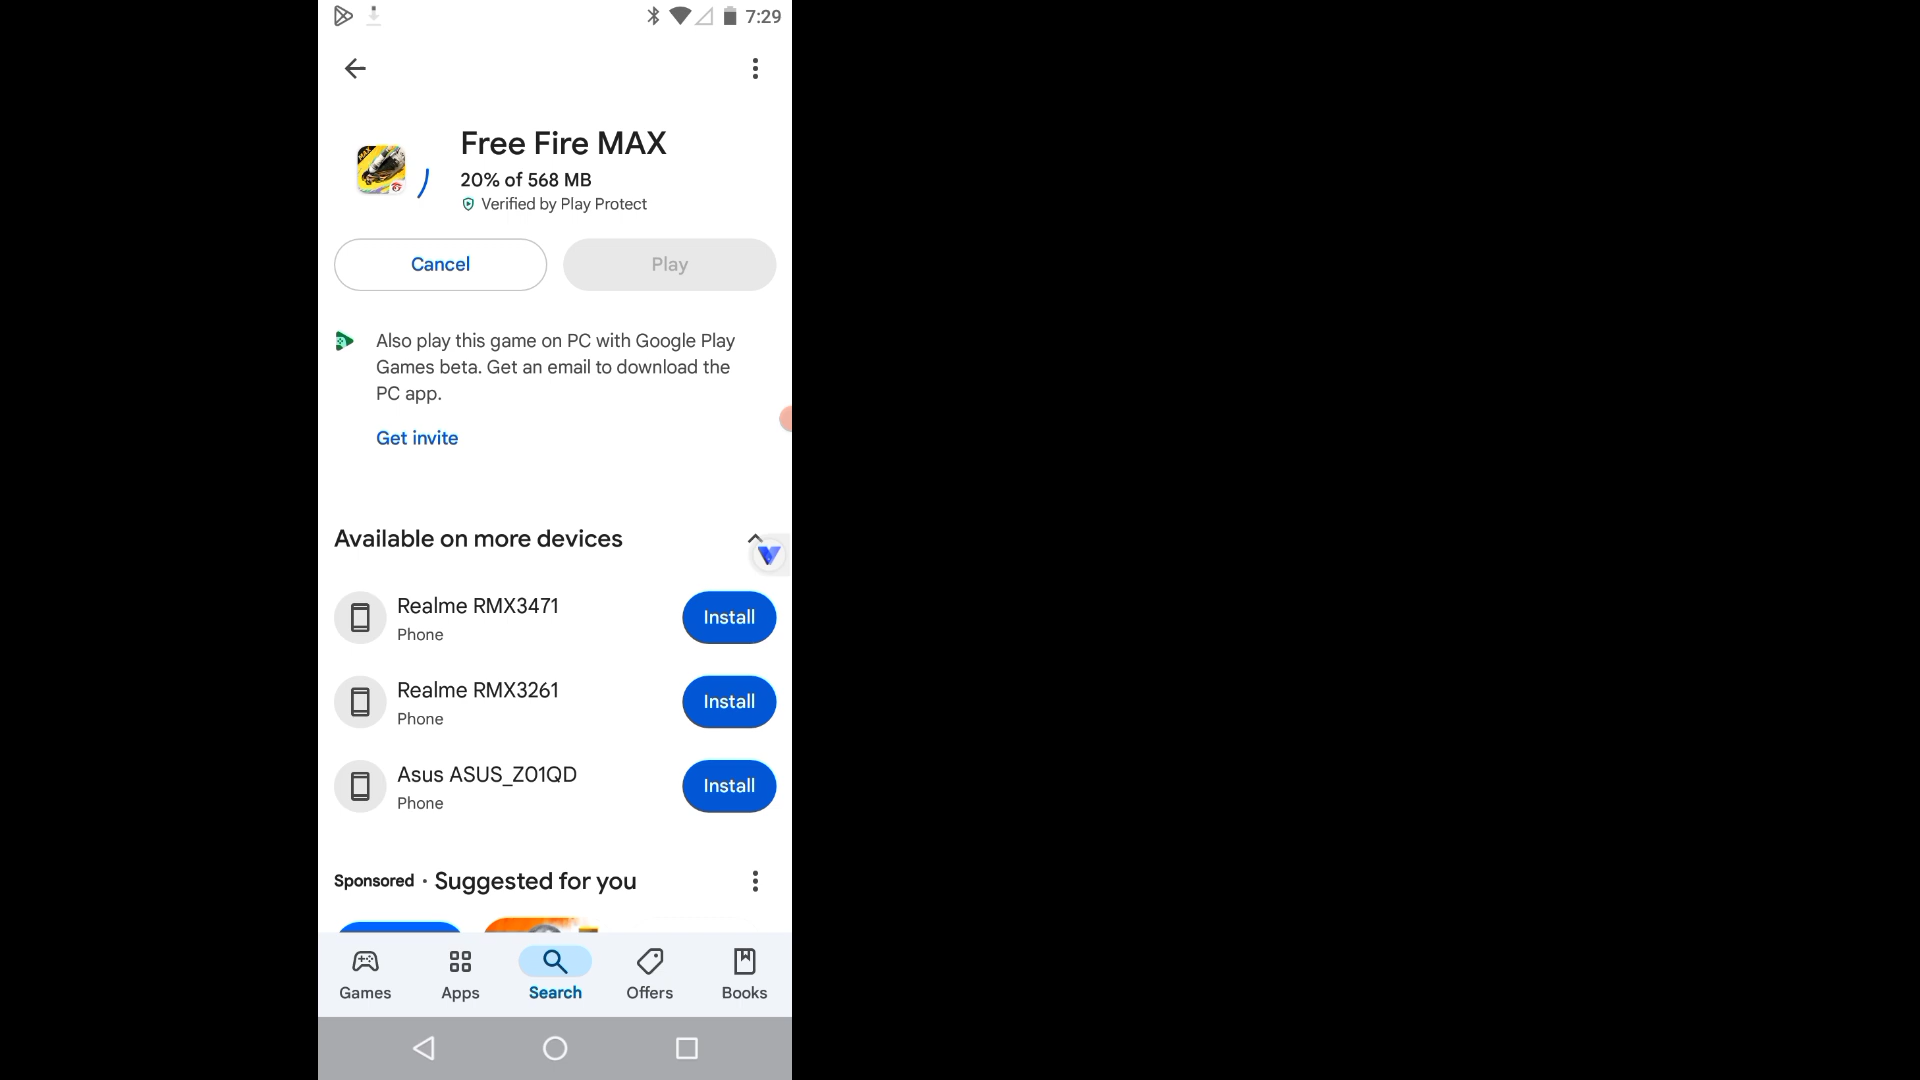 7:29
Free Fire MAX
20% of 568 MB
Verified by Play Protect
Cancel
Play
Also play this game on PC with Google Play
Games beta. Get an email to download the
PC app.
Get invite
Available on more devices
Realme RMX3471
Phone
Install
Realme RMX3261
Phone
Install
Asus ASUS_Z01QD
Phone
Install
Sponsored · Suggested for you
Games
Apps
Search
Offers
Books